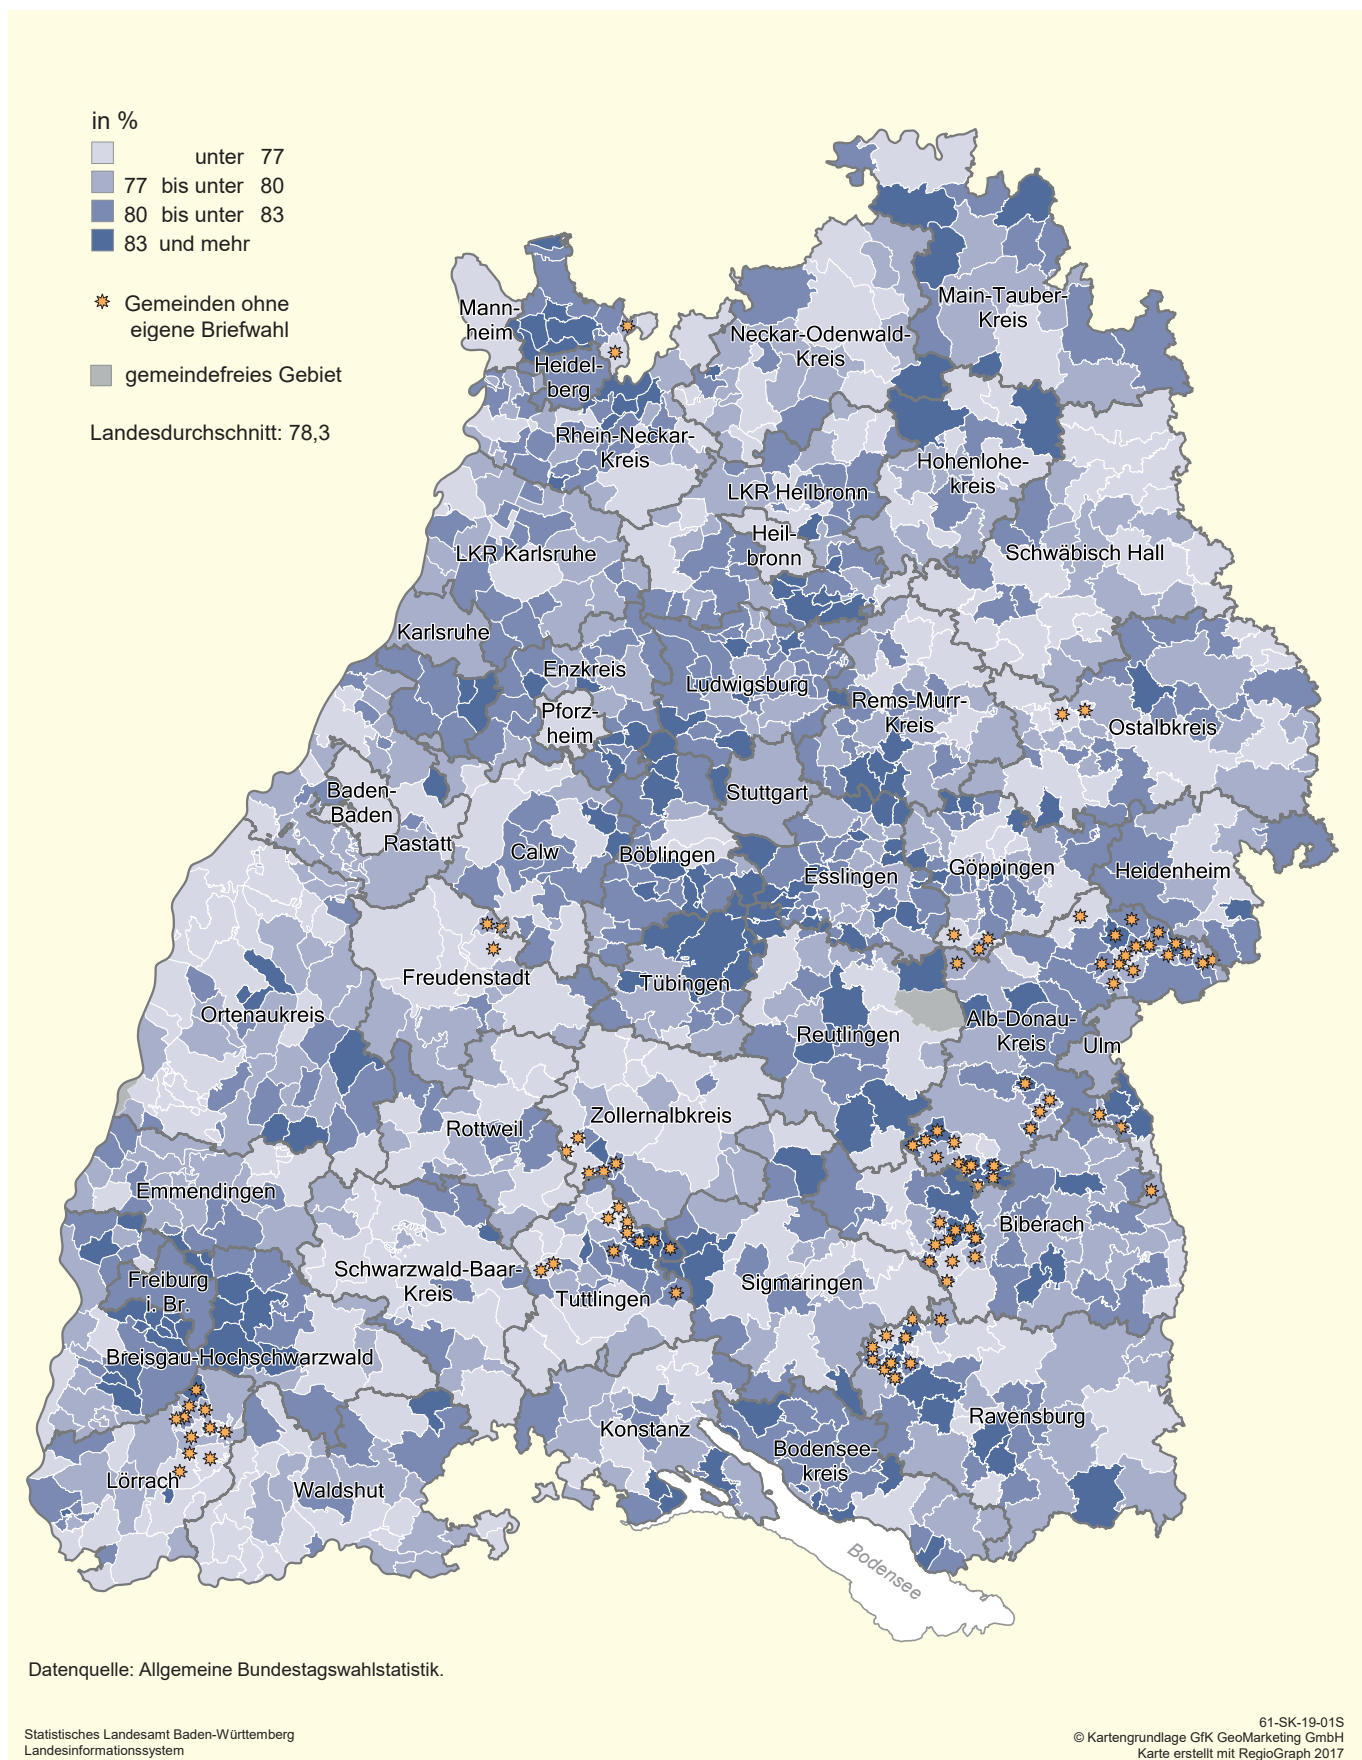 in %
unter 77
77 bis unter 80
80 bis unter 83
83 und mehr
Gemeinden ohne
eigene Briefwahl
gemeindefreies Gebiet
Landesdurchschnitt: 78,3
Mann-
heim
Heidel-
berg
Rhein-Neckar-
Kreis
Neckar-Odenwald-
Kreis
Main-Tauber-
Kreis
Hohenlohe-
kreis
LKR Heilbronn
Heil-
bronn
LKR Karlsruhe
Schwäbisch Hall
Karlsruhe
Enzkreis
Ludwigsburg
Pforz-
heim
Rems-Murr-
Kreis
Ostalbkreis
Baden-
Baden
Stuttgart
Rastatt
Calw
Böblingen
Esslingen
Göppingen
Heidenheim
Freudenstadt
Tübingen
Ortenaukreis
Reutlingen
Alb-Donau-
Kreis
Ulm
Rottweil
Zollernalbkreis
Emmendingen
Biberach
Freiburg
i. Br.
Schwarzwald-Baar-
Kreis
Tuttlingen
Sigmaringen
Breisgau-Hochschwarzwald
Konstanz
Ravensburg
Bodensee-
kreis
Lörrach
Waldshut
Bodensee
Datenquelle: Allgemeine Bundestagswahlstatistik.
Statistisches Landesamt Baden-Württemberg
Landesinformationssystem
61-SK-19-01S
© Kartengrundlage GfK GeoMarketing GmbH
Karte erstellt mit RegioGraph 2017